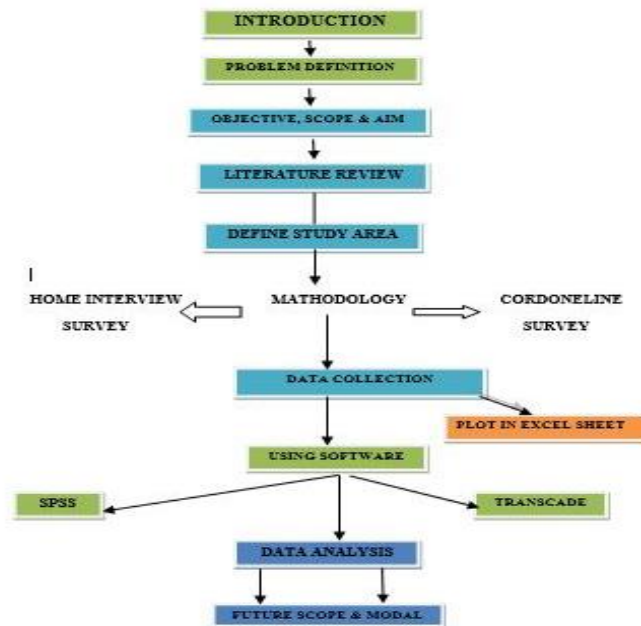 INTRODUCTION
PROBLEM DEFINITION
OBJECTIVE, SCOPE & AIM
LITERATURE REVIEW
DEFINE STUDY AREA
HOME INTERVIEW
SURVEY
MATHODOLOGY
CORDONELINE
SURVEY
DATA COLLECTION
PLOT IN EXCEL SHEET
USING SOFTWARE
SPSS
TRANSCADE
DATA ANALYSIS
FUTURE SCOPE & MODAL